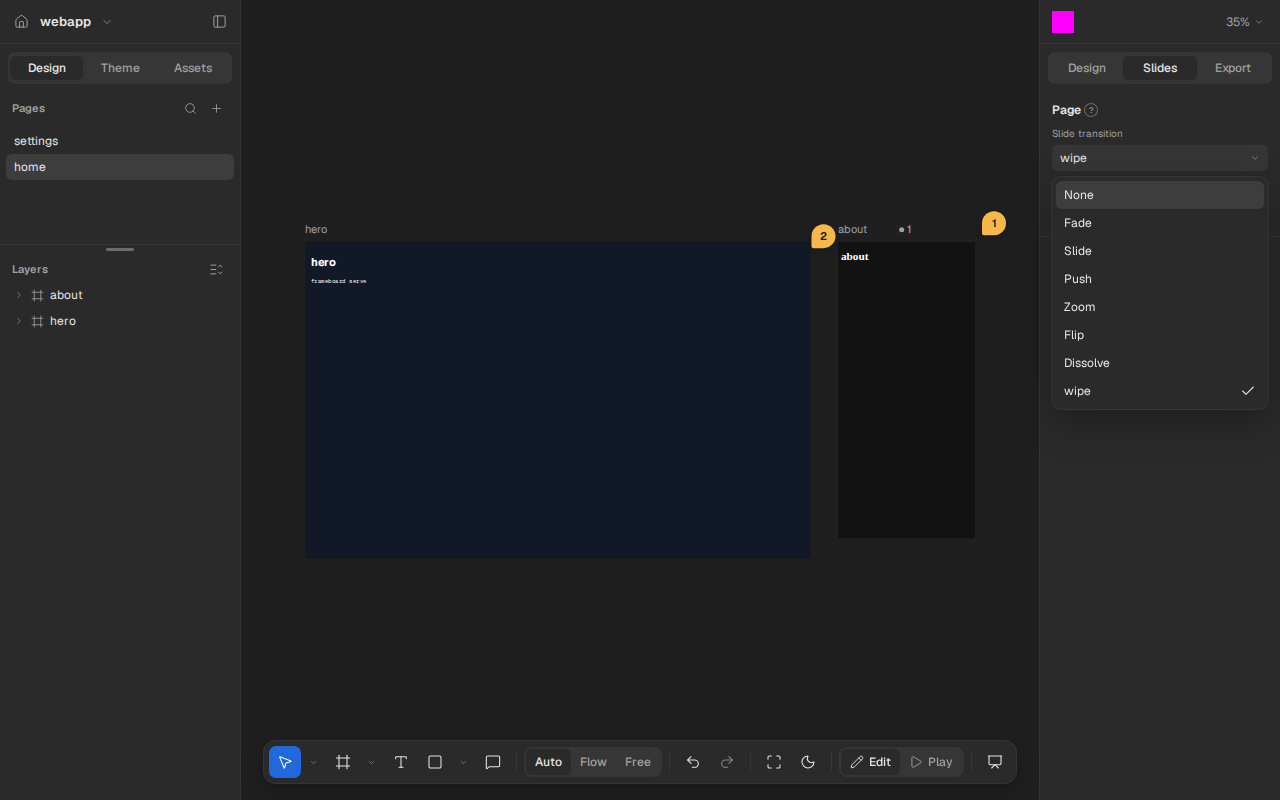 webapp
Design Theme Assets
Pages
settings
home
Layers
about
hero
hero
2
about 1
1
hero
frameboard serve
about
Auto Flow Free
Edit Play
35%
Design Slides Export
Page ?
Slide transition
wipe
None
Fade
Slide
Push
Zoom
Flip
Dissolve
wipe